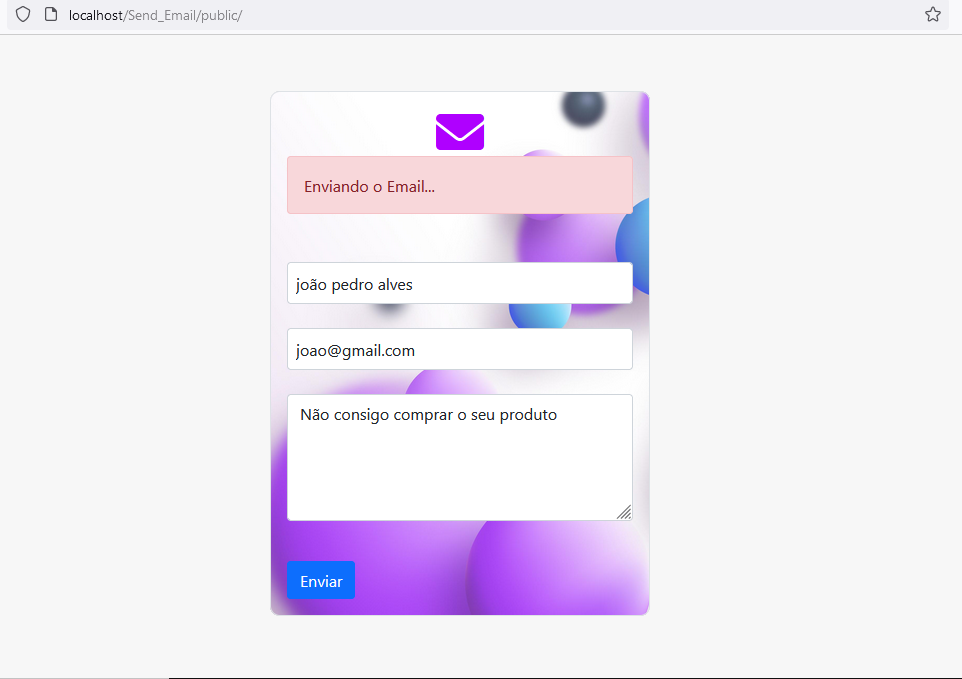 localhost/Send_Email/public/
Enviando o Email...
joão pedro alves
joao@gmail.com
Não consigo comprar o seu produto
Enviar